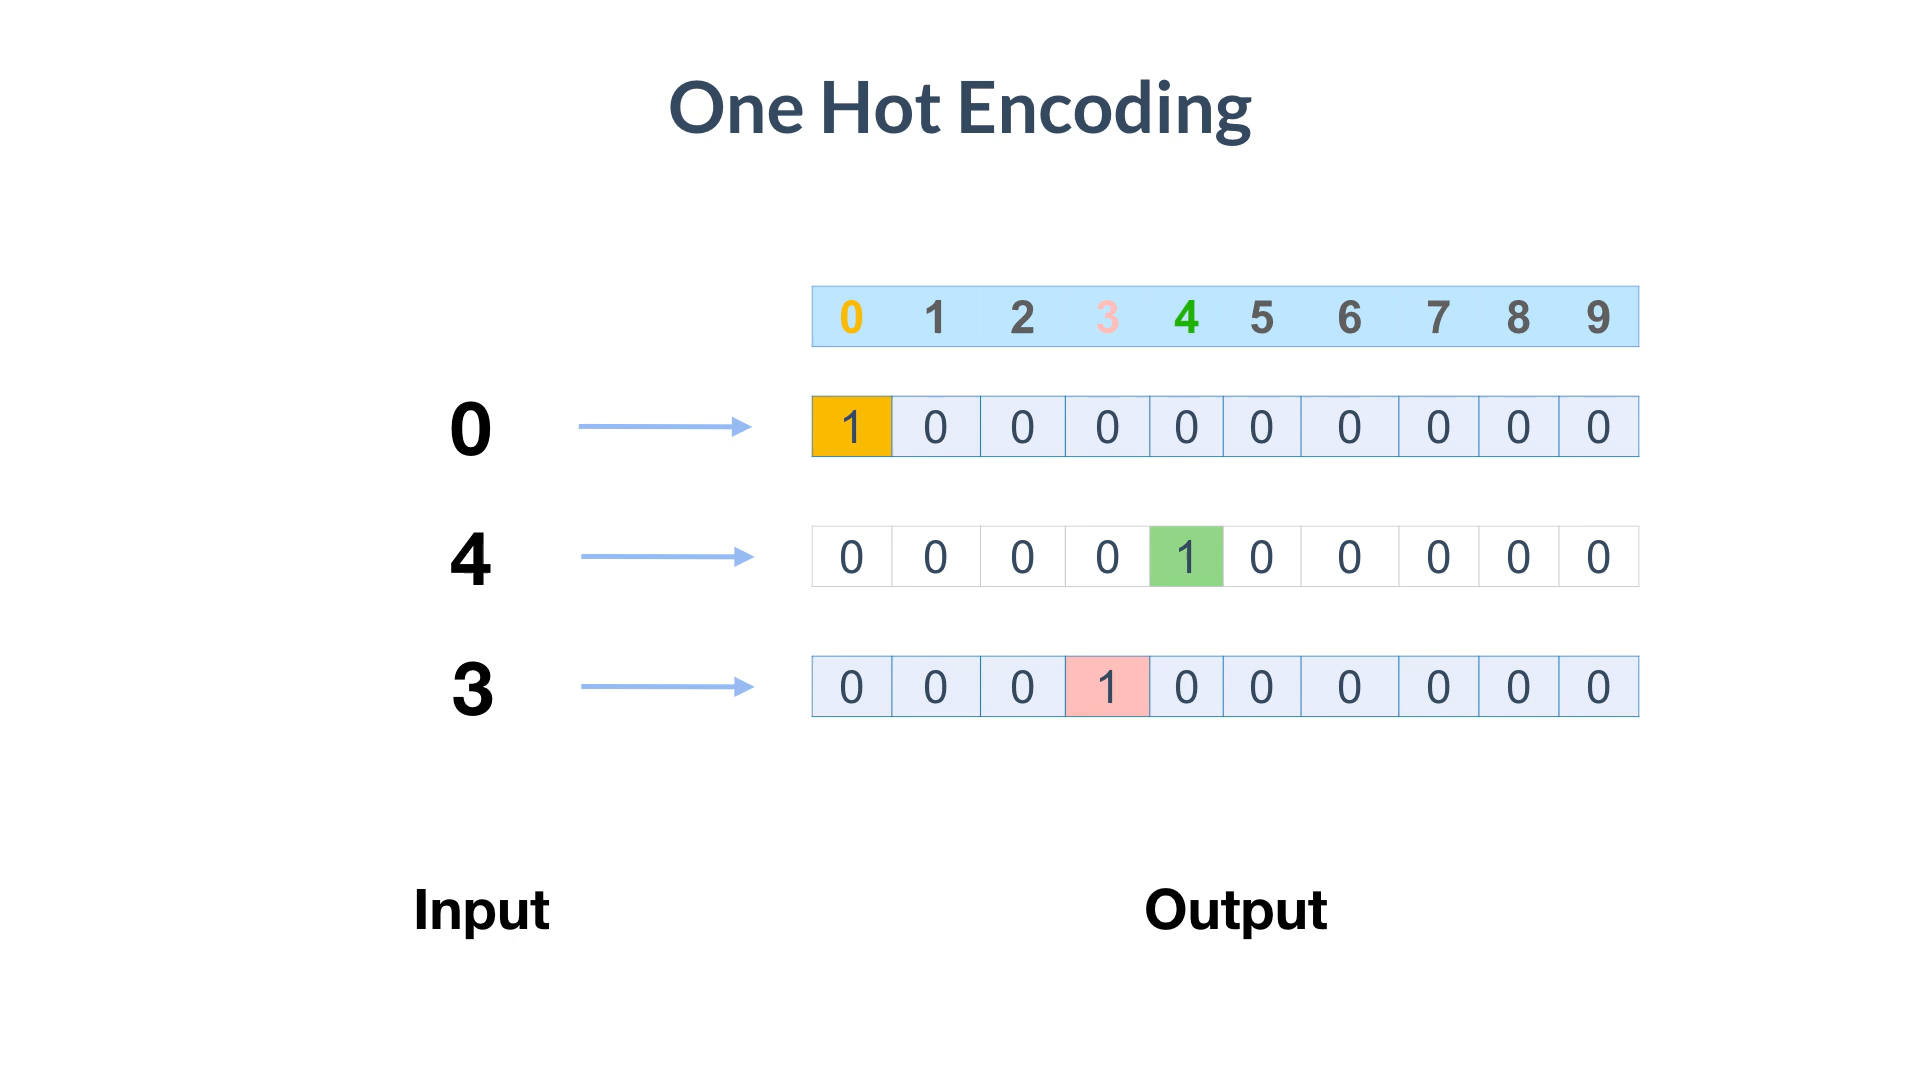 One Hot Encoding
0 1 2 3 4 5 6 7 8 9
0 1 0 0 0 0 0 0 0 0 0
4 0 0 0 0 1 0 0 0 0 0
3 0 0 0 1 0 0 0 0 0 0
Input Output